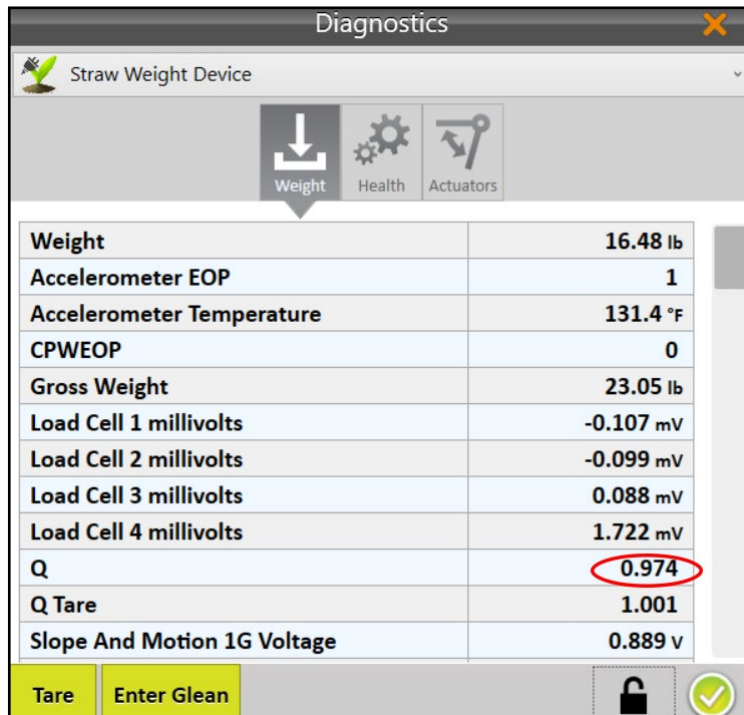 Diagnostics
Straw Weight Device
Weight Health Actuators
Weight 16.48 lb
Accelerometer EOP 1
Accelerometer Temperature 131.4 °F
CPWEOP 0
Gross Weight 23.05 lb
Load Cell 1 millivolts -0.107 mV
Load Cell 2 millivolts -0.099 mV
Load Cell 3 millivolts 0.088 mV
Load Cell 4 millivolts 1.722 mV
Q 0.974
Q Tare 1.001
Slope And Motion 1G Voltage 0.889 V
Tare Enter Glean